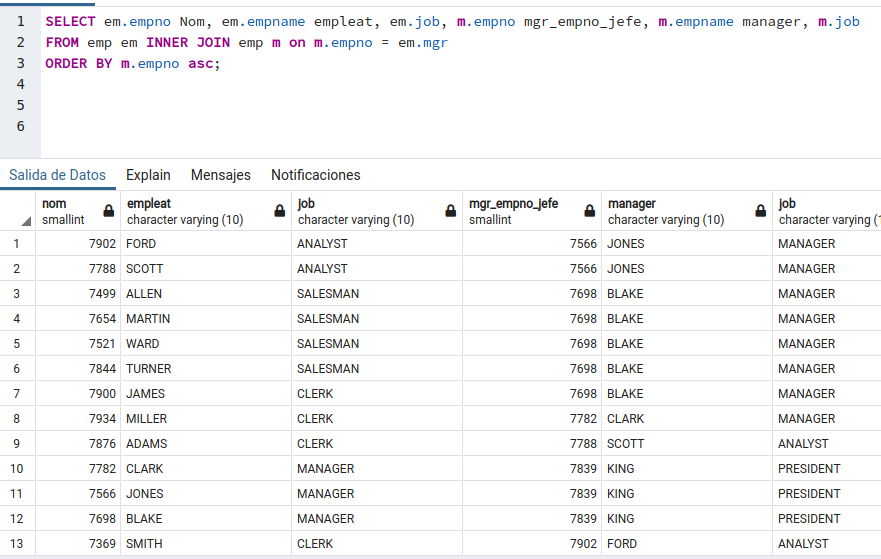 1 SELECT em.empno Nom, em.empname empleat, em.job, m.empno mgr_empno_jefe, m.empname manager, m.job
2 FROM emp em INNER JOIN emp m on m.empno = em.mgr
3 ORDER BY m.empno asc;
4
5
6
Salida de Datos Explain Mensajes Notificaciones
nom empleat job mgr_empno_jefe manager job
smallint character varying (10) character varying (10) smallint character varying (10) character varying (1
1 7902 FORD ANALYST 7566 JONES MANAGER
2 7788 SCOTT ANALYST 7566 JONES MANAGER
3 7499 ALLEN SALESMAN 7698 BLAKE MANAGER
4 7654 MARTIN SALESMAN 7698 BLAKE MANAGER
5 7521 WARD SALESMAN 7698 BLAKE MANAGER
6 7844 TURNER SALESMAN 7698 BLAKE MANAGER
7 7900 JAMES CLERK 7698 BLAKE MANAGER
8 7934 MILLER CLERK 7782 CLARK MANAGER
9 7876 ADAMS CLERK 7788 SCOTT ANALYST
10 7782 CLARK MANAGER 7839 KING PRESIDENT
11 7566 JONES MANAGER 7839 KING PRESIDENT
12 7698 BLAKE MANAGER 7839 KING PRESIDENT
13 7369 SMITH CLERK 7902 FORD ANALYST